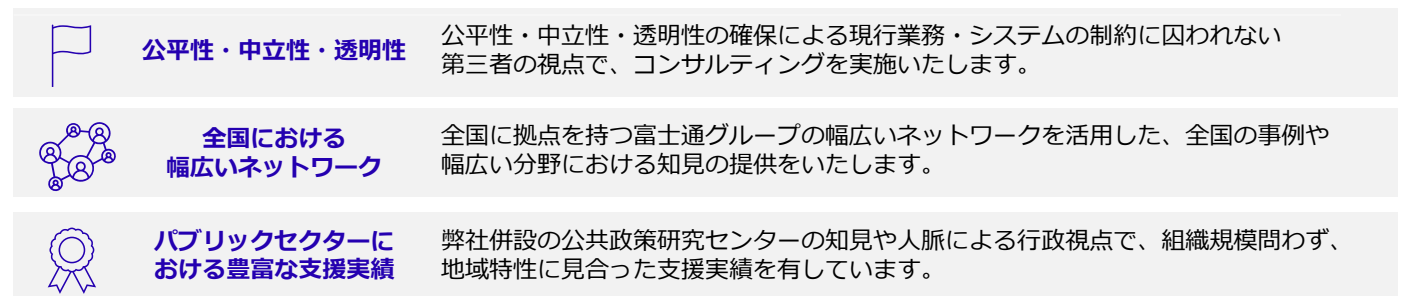 公平性・中立性・透明性
公平性・中立性・透明性の確保による現行業務・システムの制約に囚われない
第三者の視点で、コンサルティングを実施いたします。
全国における
幅広いネットワーク
全国に拠点を持つ富士通グループの幅広いネットワークを活用した、全国の事例や
幅広い分野における知見の提供をいたします。
パブリックセクターに
おける豊富な支援実績
弊社併設の公共政策研究センターの知見や人脈による行政視点で、組織規模問わず、
地域特性に見合った支援実績を有しています。